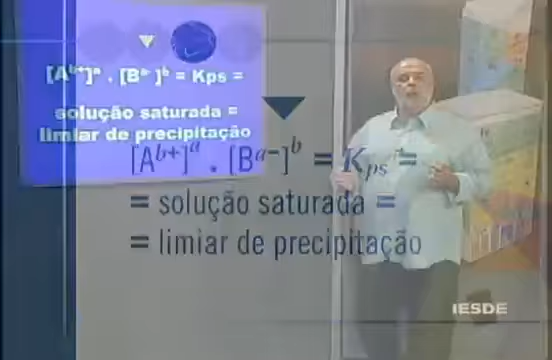 [Aᵇ⁺]ᵃ . [Bᵃ⁻]ᵇ = Kps =
solução saturada =
limiar de precipitação
[Aᵇ⁺]ᵃ . [Bᵃ⁻]ᵇ = Kₚₛ =
= solução saturada =
= limiar de precipitação
IESDE